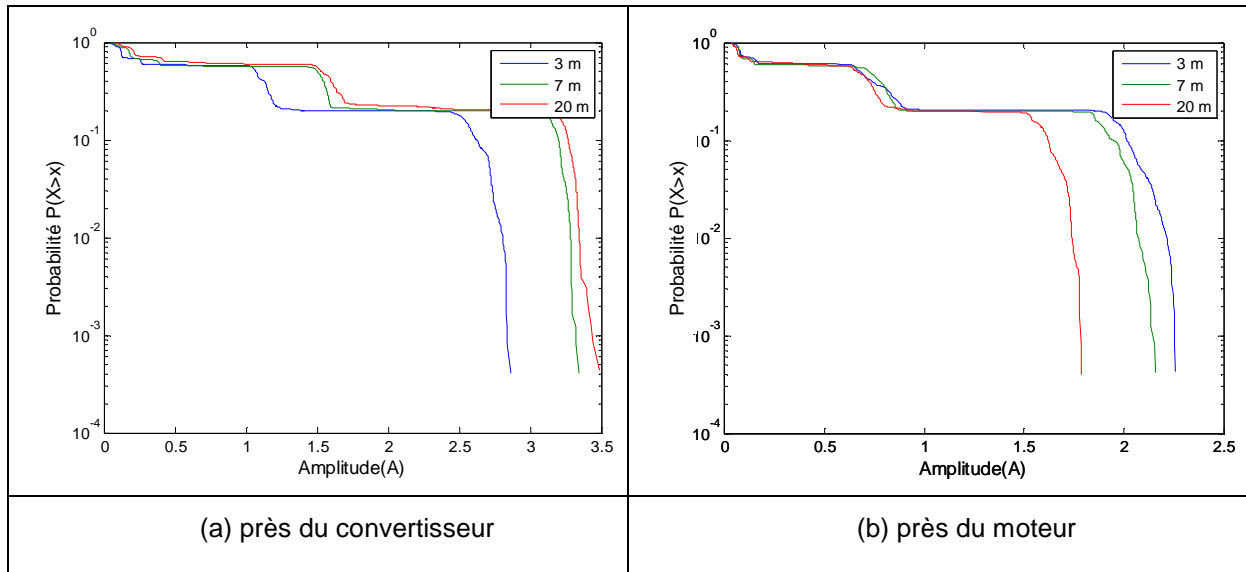 10^0
10^-1
10^-2
10^-3
10^-4
Probabilité P(X>x)
0 0.5 1 1.5 2 2.5 3 3.5
Amplitude(A)
3 m
7 m
20 m
10^0
10^-1
10^-2
10^-3
10^-4
Probabilité P(X>x)
0 0.5 1 1.5 2 2.5
Amplitude(A)
3 m
7 m
20 m
(a) près du convertisseur
(b) près du moteur